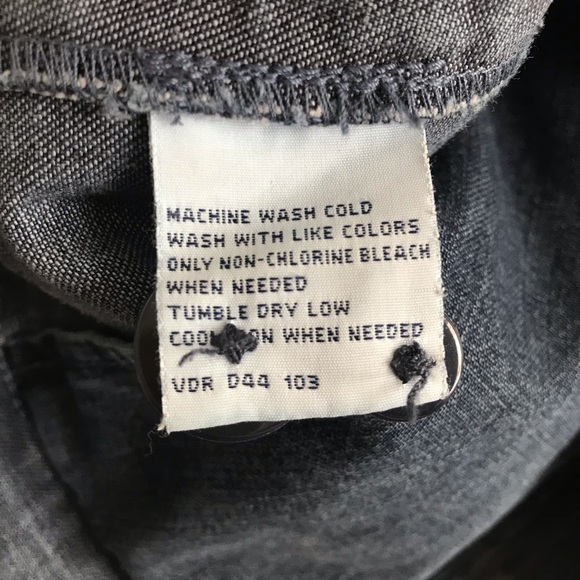 MACHINE WASH COLD
WASH WITH LIKE COLORS
ONLY NON-CHLORINE BLEACH
WHEN NEEDED
TUMBLE DRY LOW
WHEN NEEDED
VDR D44 103